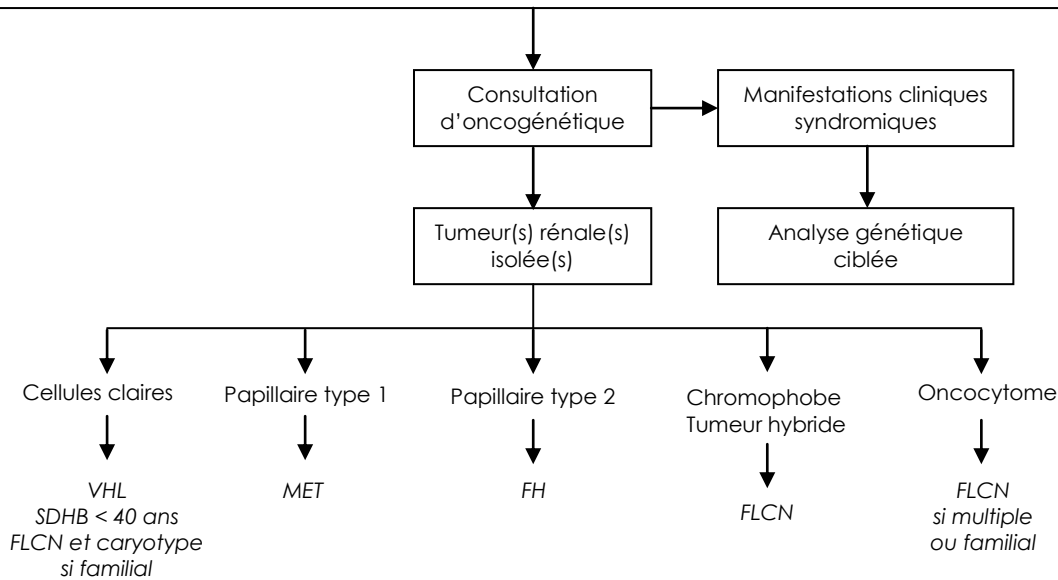 Consultation
d'oncogénétique
Manifestations cliniques
syndromiques
Tumeur(s) rénale(s)
isolée(s)
Analyse génétique
ciblée
Cellules claires
Papillaire type 1
Papillaire type 2
Chromophobe
Tumeur hybride
Oncocytome
VHL
SDHB < 40 ans
FLCN et caryotype
si familial
MET
FH
FLCN
FLCN
si multiple
ou familial